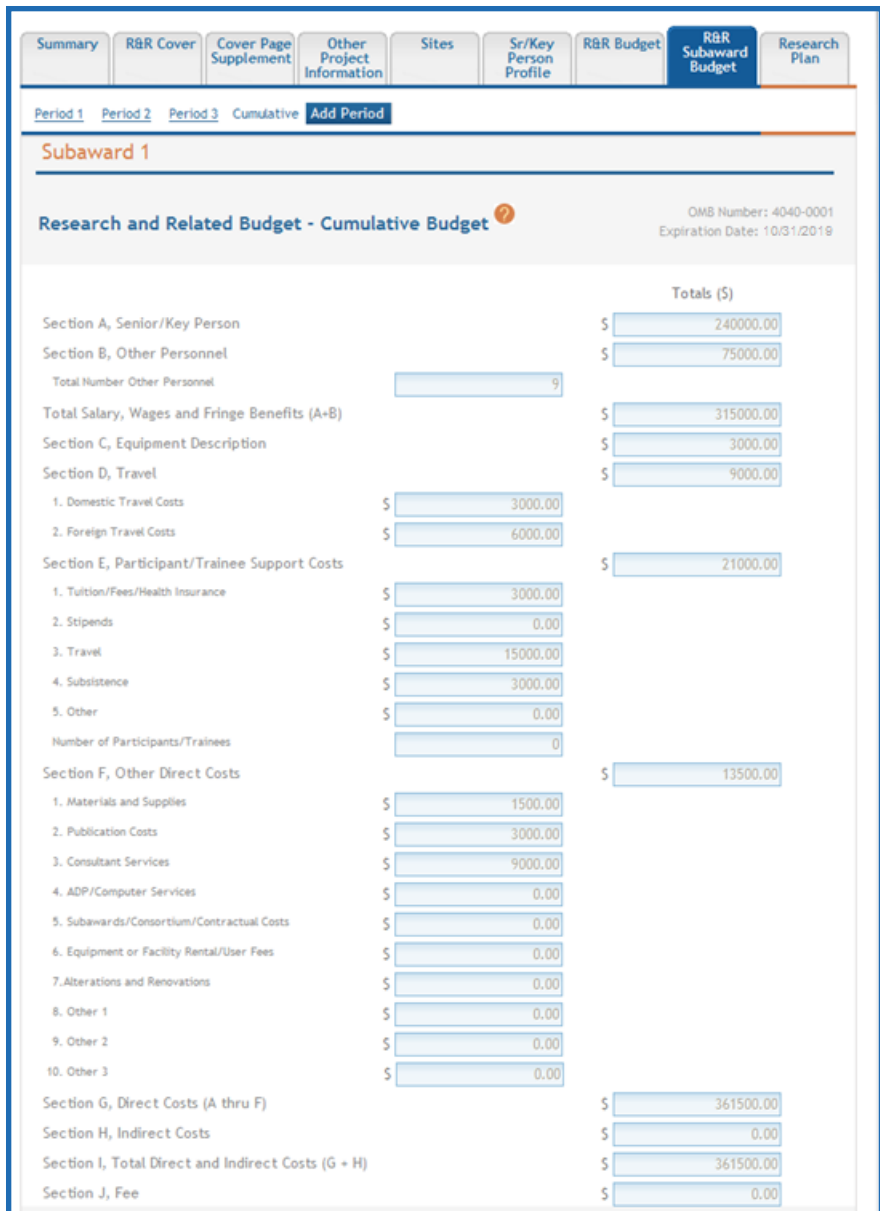 Summary R&R Cover Cover Page Supplement Other Project Information Sites Sr/Key Person Profile R&R Budget R&R Subaward Budget Research Plan
Period 1 Period 2 Period 3 Cumulative Add Period
Subaward 1
Research and Related Budget - Cumulative Budget ?
OMB Number: 4040-0001
Expiration Date: 10/31/2019
Totals ($)
Section A, Senior/Key Person $ 240000.00
Section B, Other Personnel $ 75000.00
Total Number Other Personnel 9
Total Salary, Wages and Fringe Benefits (A+B) $ 315000.00
Section C, Equipment Description $ 3000.00
Section D, Travel $ 9000.00
1. Domestic Travel Costs $ 3000.00
2. Foreign Travel Costs $ 6000.00
Section E, Participant/Trainee Support Costs $ 21000.00
1. Tuition/Fees/Health Insurance $ 3000.00
2. Stipends $ 0.00
3. Travel $ 15000.00
4. Subsistence $ 3000.00
5. Other $ 0.00
Number of Participants/Trainees 0
Section F, Other Direct Costs $ 13500.00
1. Materials and Supplies $ 1500.00
2. Publication Costs $ 3000.00
3. Consultant Services $ 9000.00
4. ADP/Computer Services $ 0.00
5. Subawards/Consortium/Contractual Costs $ 0.00
6. Equipment or Facility Rental/User Fees $ 0.00
7.Alterations and Renovations $ 0.00
8. Other 1 $ 0.00
9. Other 2 $ 0.00
10. Other 3 $ 0.00
Section G, Direct Costs (A thru F) $ 361500.00
Section H, Indirect Costs $ 0.00
Section I, Total Direct and Indirect Costs (G + H) $ 361500.00
Section J, Fee $ 0.00